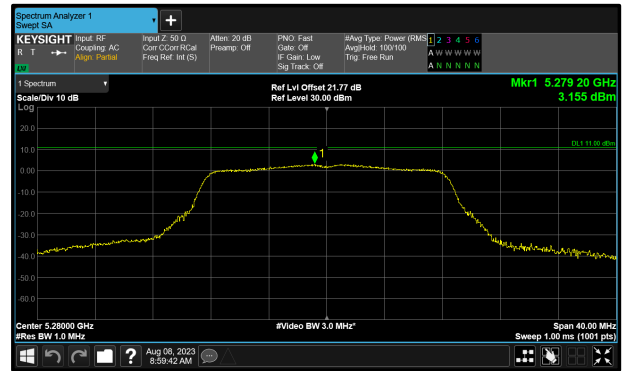 Spectrum Analyzer 1
Swept SA
KEYSIGHT
R T
LW
Input: RF
Coupling: AC
Align: Partial
Input Z: 50 Ω
Corr CCorr RCal
Freq Ref: Int (S)
Atten: 20 dB
Preamp: Off
PNO: Fast
Gate: Off
IF Gain: Low
Sig Track: Off
#Avg Type: Power (RMS
Avg|Hold: 100/100
Trig: Free Run
1 2 3 4 5 6
A W W W W W
A N N N N N
1 Spectrum
Scale/Div 10 dB
Ref Lvl Offset 21.77 dB
Ref Level 30.00 dBm
Mkr1 5.279 20 GHz
3.155 dBm
Log
20.0
10.0
0.00
-10.0
-20.0
-30.0
-40.0
-50.0
-60.0
1
DL1 11.00 dBm
Center 5.28000 GHz
#Res BW 1.0 MHz
#Video BW 3.0 MHz*
Span 40.00 MHz
Sweep 1.00 ms (1001 pts)
Aug 08, 2023
8:59:42 AM